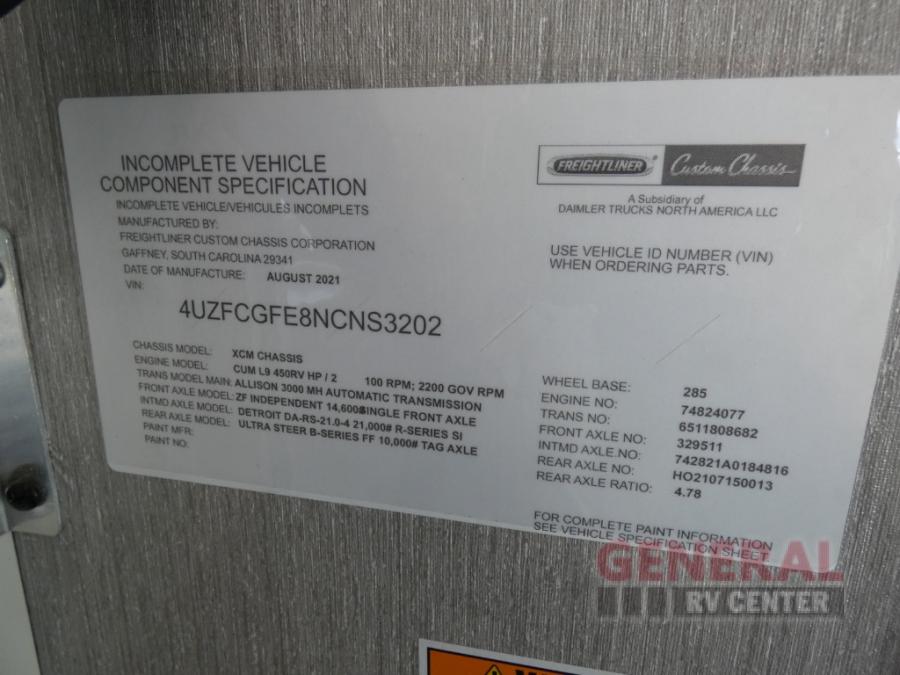 INCOMPLETE VEHICLE
COMPONENT SPECIFICATION
INCOMPLETE VEHICLE/VEHICULES INCOMPLETS
MANUFACTURED BY:
FREIGHTLINER CUSTOM CHASSIS CORPORATION
GAFFNEY, SOUTH CAROLINA 29341
DATE OF MANUFACTURE: AUGUST 2021
VIN:
4UZFCGFE8NCNS3202
CHASSIS MODEL: XCM CHASSIS
ENGINE MODEL: CUM L9 450RV HP / 2 100 RPM; 2200 GOV RPM
TRANS MODEL MAIN: ALLISON 3000 MH AUTOMATIC TRANSMISSION
FRONT AXLE MODEL: ZF INDEPENDENT 14,600# SINGLE FRONT AXLE
INTMD AXLE MODEL: DETROIT DA-RS-21.0-4 21,000# R-SERIES SI
REAR AXLE MODEL: ULTRA STEER B-SERIES FF 10,000# TAG AXLE
PAINT MFR:
PAINT NO:
FREIGHTLINER Custom Chassis
A Subsidiary of
DAIMLER TRUCKS NORTH AMERICA LLC
USE VEHICLE ID NUMBER (VIN)
WHEN ORDERING PARTS.
WHEEL BASE: 285
ENGINE NO: 74824077
TRANS NO: 6511808682
FRONT AXLE NO: 329511
INTMD AXLE.NO: 742821A0184816
REAR AXLE NO: HO2107150013
REAR AXLE RATIO: 4.78
FOR COMPLETE PAINT INFORMATION
SEE VEHICLE SPECIFICATION SHEET
GENERAL
RV CENTER